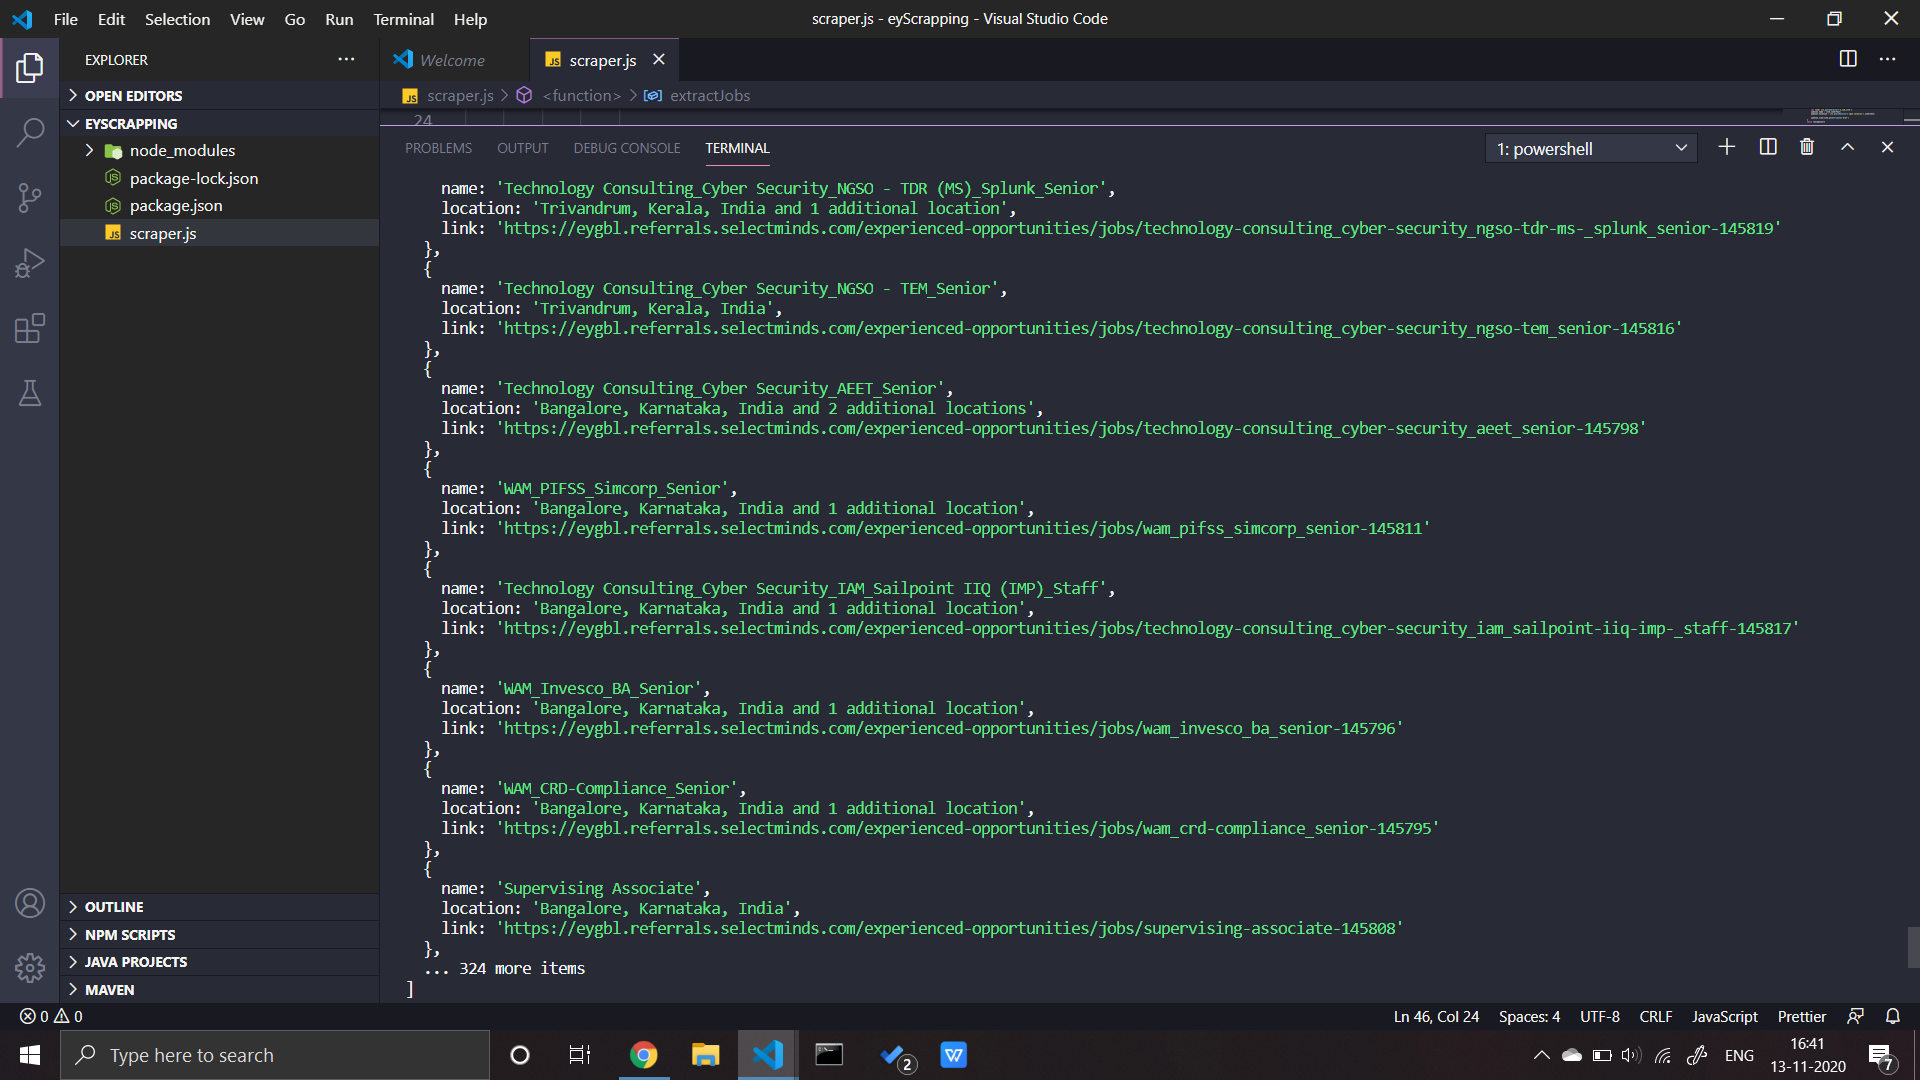 File Edit Selection View Go Run Terminal Help
scraper.js - eyScrapping - Visual Studio Code
EXPLORER
Welcome
scraper.js
OPEN EDITORS
scraper.js > <function> > extractJobs
EYSCRAPPING
24
node_modules
package-lock.json
package.json
scraper.js
PROBLEMS OUTPUT DEBUG CONSOLE TERMINAL
1: powershell
name: 'Technology Consulting_Cyber Security_NGSO - TDR (MS)_Splunk_Senior',
location: 'Trivandrum, Kerala, India and 1 additional location',
link: 'https://eygbl.referrals.selectminds.com/experienced-opportunities/jobs/technology-consulting_cyber-security_ngso-tdr-ms-_splunk_senior-145819'
},
{
name: 'Technology Consulting_Cyber Security_NGSO - TEM_Senior',
location: 'Trivandrum, Kerala, India',
link: 'https://eygbl.referrals.selectminds.com/experienced-opportunities/jobs/technology-consulting_cyber-security_ngso-tem_senior-145816'
},
{
name: 'Technology Consulting_Cyber Security_AEET_Senior',
location: 'Bangalore, Karnataka, India and 2 additional locations',
link: 'https://eygbl.referrals.selectminds.com/experienced-opportunities/jobs/technology-consulting_cyber-security_aeet_senior-145798'
},
{
name: 'WAM_PIFSS_Simcorp_Senior',
location: 'Bangalore, Karnataka, India and 1 additional location',
link: 'https://eygbl.referrals.selectminds.com/experienced-opportunities/jobs/wam_pifss_simcorp_senior-145811'
},
{
name: 'Technology Consulting_Cyber Security_IAM_Sailpoint IIQ (IMP)_Staff',
location: 'Bangalore, Karnataka, India and 1 additional location',
link: 'https://eygbl.referrals.selectminds.com/experienced-opportunities/jobs/technology-consulting_cyber-security_iam_sailpoint-iiq-imp-_staff-145817'
},
{
name: 'WAM_Invesco_BA_Senior',
location: 'Bangalore, Karnataka, India and 1 additional location',
link: 'https://eygbl.referrals.selectminds.com/experienced-opportunities/jobs/wam_invesco_ba_senior-145796'
},
{
name: 'WAM_CRD-Compliance_Senior',
location: 'Bangalore, Karnataka, India and 1 additional location',
link: 'https://eygbl.referrals.selectminds.com/experienced-opportunities/jobs/wam_crd-compliance_senior-145795'
},
{
name: 'Supervising Associate',
location: 'Bangalore, Karnataka, India',
link: 'https://eygbl.referrals.selectminds.com/experienced-opportunities/jobs/supervising-associate-145808'
},
... 324 more items
]
OUTLINE
NPM SCRIPTS
JAVA PROJECTS
MAVEN
0 0
Ln 46, Col 24 Spaces: 4 UTF-8 CRLF JavaScript Prettier
Type here to search
2
ENG
16:41
13-11-2020
7